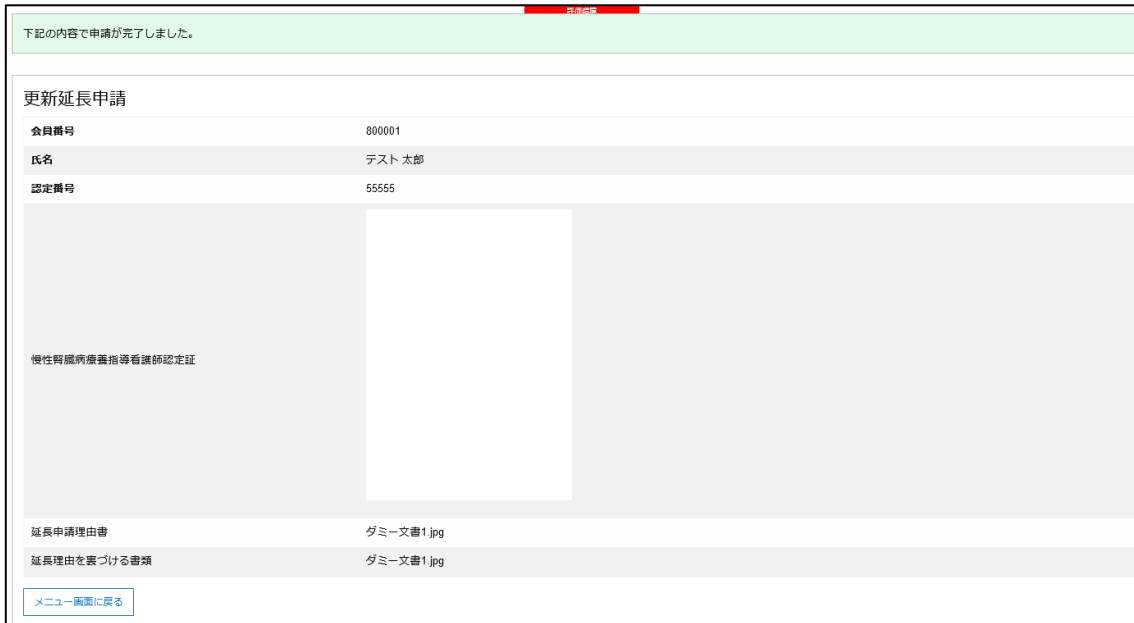 下記の内容で申請が完了しました。
更新延長申請
会員番号 800001
氏名 テスト 太郎
認定番号 55555
慢性腎臓病療養指導看護師認定証
延長申請理由書 ダミー文書1.jpg
延長理由を裏づける書類 ダミー文書1.jpg
メニュー画面に戻る